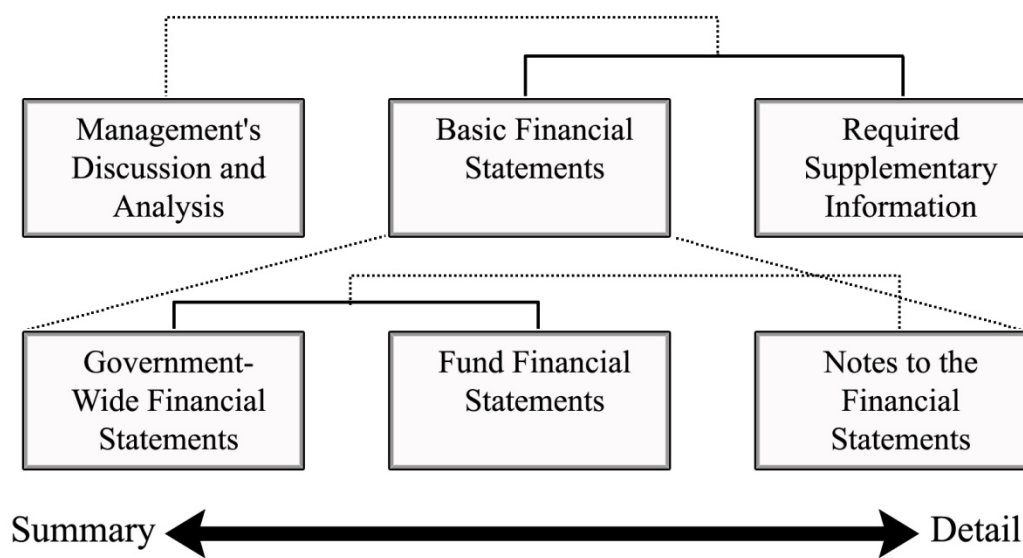 Management's
Discussion and
Analysis
Basic Financial
Statements
Required
Supplementary
Information
Government-
Wide Financial
Statements
Fund Financial
Statements
Notes to the
Financial
Statements
Summary
Detail